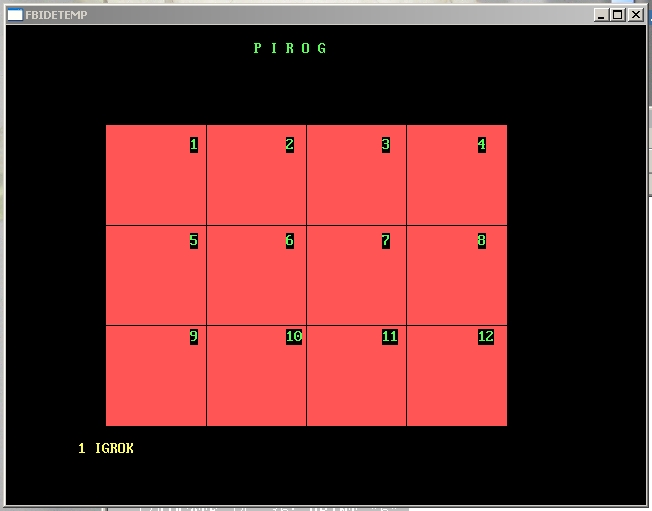 FBIDETEMP
P I R O G
1 2 3 4
5 6 7 8
9 10 11 12
1 IGROK